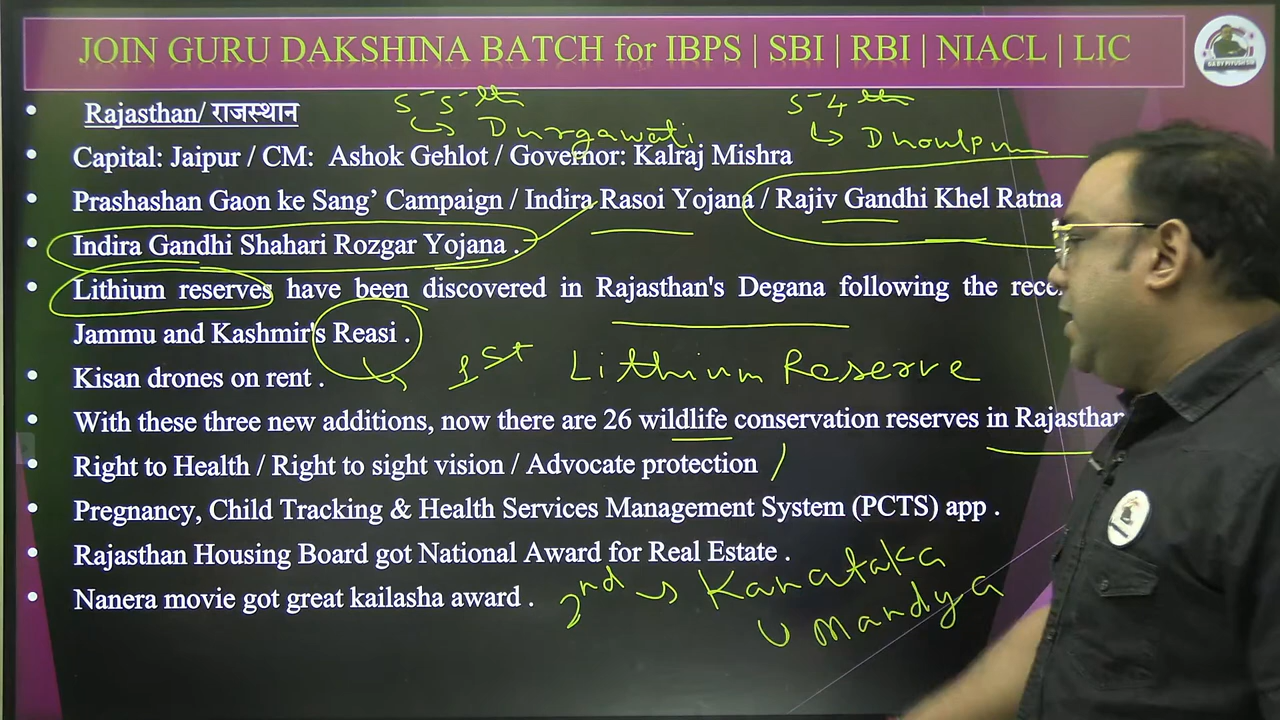 JOIN GURU DAKSHINA BATCH for IBPS | SBI | RBI | NIACL | LIC
GA BY PIYUSH SIR
5-5-th
5-4 th
Rajasthan/ राजस्थान
Durgawati
Dhoulpur
Capital: Jaipur / CM: Ashok Gehlot / Governor: Kalraj Mishra
Prashashan Gaon ke Sang’ Campaign / Indira Rasoi Yojana / Rajiv Gandhi Khel Ratna
Indira Gandhi Shahari Rozgar Yojana .
Lithium reserves have been discovered in Rajasthan's Degana following the
Jammu and Kashmir's Reasi .
1st Lithium Reserve
Kisan drones on rent .
With these three new additions, now there are 26 wildlife conservation reserves in Rajasthan
Right to Health / Right to sight vision / Advocate protection
Pregnancy, Child Tracking & Health Services Management System (PCTS) app .
Rajasthan Housing Board got National Award for Real Estate .
Nanera movie got great kailasha award .
2nd Kanataka
Mandya